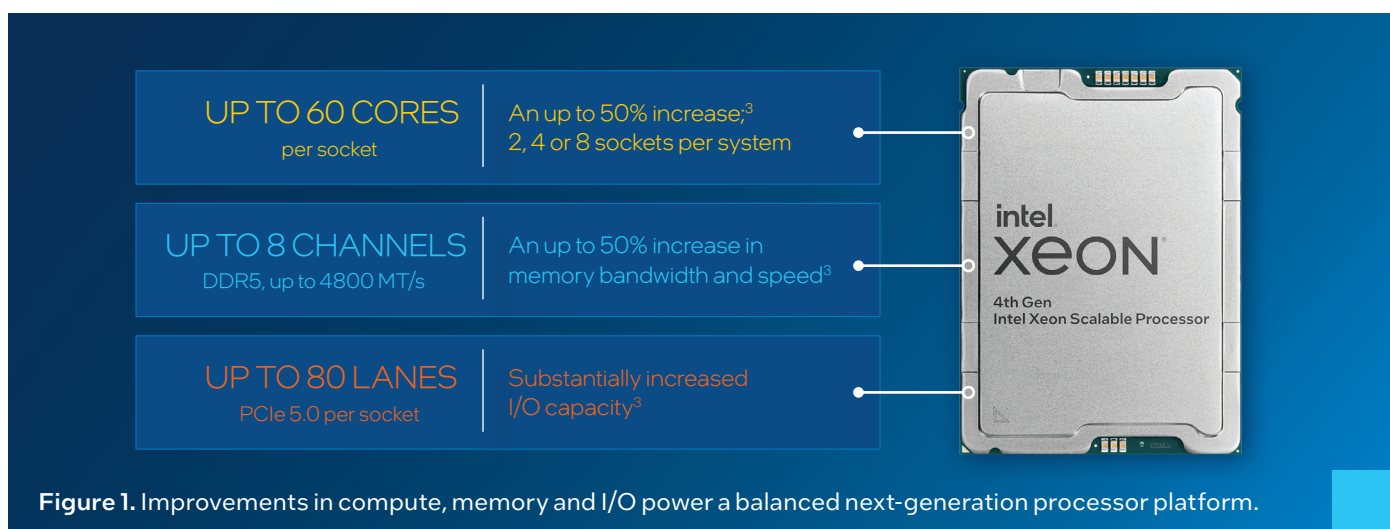 UP TO 60 CORES
per socket
An up to 50% increase;³
2, 4 or 8 sockets per system
UP TO 8 CHANNELS
DDR5, up to 4800 MT/s
An up to 50% increase in
memory bandwidth and speed³
UP TO 80 LANES
PCIe 5.0 per socket
Substantially increased
I/O capacity³
intel.
xeon®
4th Gen
Intel Xeon Scalable Processor
Figure 1. Improvements in compute, memory and I/O power a balanced next-generation processor platform.